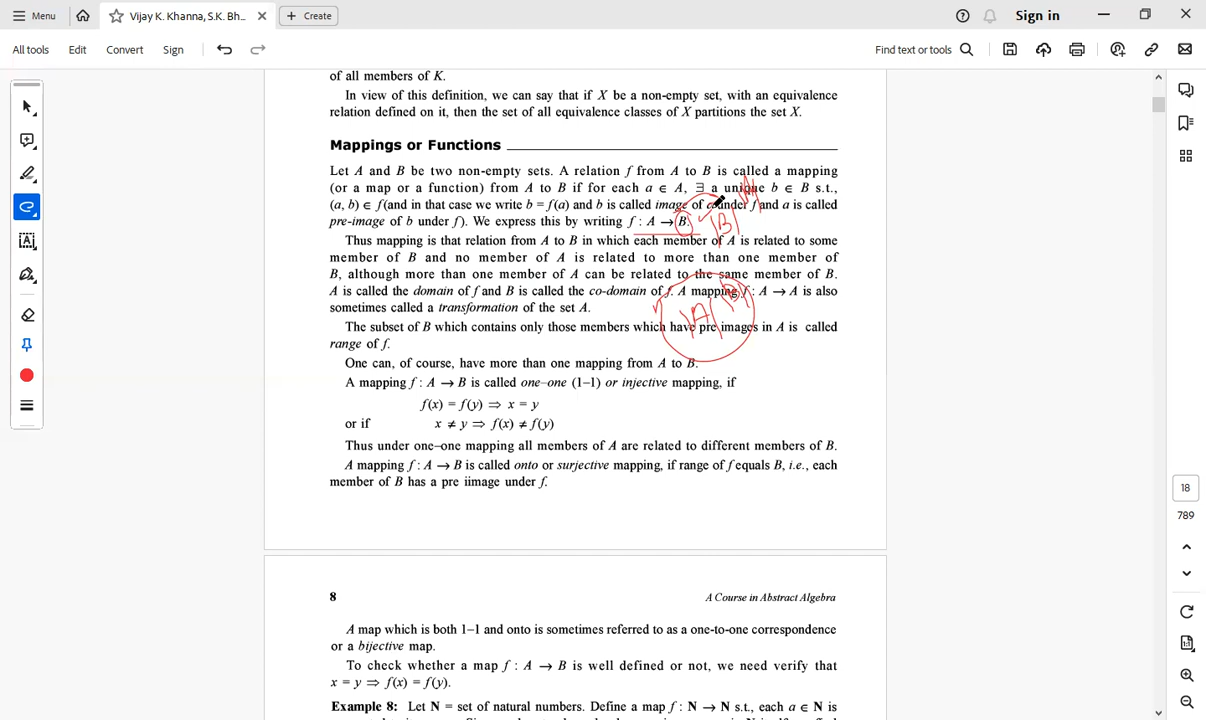 Menu
Vijay K. Khanna, S.K. Bh...
+ Create
Sign in
All tools
Edit
Convert
Sign
Find text or tools
of all members of K.
In view of this definition, we can say that if X be a non-empty set, with an equivalence
relation defined on it, then the set of all equivalence classes of X partitions the set X.
Mappings or Functions
Let A and B be two non-empty sets. A relation f from A to B is called a mapping
(or a map or a function) from A to B if for each a ∈ A, ∃ a unique b ∈ B s.t.,
(a, b) ∈ f(and in that case we write b = f(a) and b is called image of a under f and a is called
pre-image of b under f). We express this by writing f : A → B.
|B||A|
Thus mapping is that relation from A to B in which each member of A is related to some
member of B and no member of A is related to more than one member of
B, although more than one member of A can be related to the same member of B.
A is called the domain of f and B is called the co-domain of f. A mapping f : A → A is also
sometimes called a transformation of the set A.
|A||B|
The subset of B which contains only those members which have pre images in A is called
range of f.
One can, of course, have more than one mapping from A to B.
A mapping f : A → B is called one–one (1–1) or injective mapping, if
f(x) = f(y) ⇒ x = y
or if x ≠ y ⇒ f(x) ≠ f(y)
Thus under one–one mapping all members of A are related to different members of B.
A mapping f : A → B is called onto or surjective mapping, if range of f equals B, i.e., each
member of B has a pre iimage under f.
18
789
8 A Course in Abstract Algebra
A map which is both 1–1 and onto is sometimes referred to as a one-to-one correspondence
or a bijective map.
To check whether a map f : A → B is well defined or not, we need verify that
x = y ⇒ f(x) = f(y).
Example 8: Let N = set of natural numbers. Define a map f : N → N s.t., each a ∈ N is